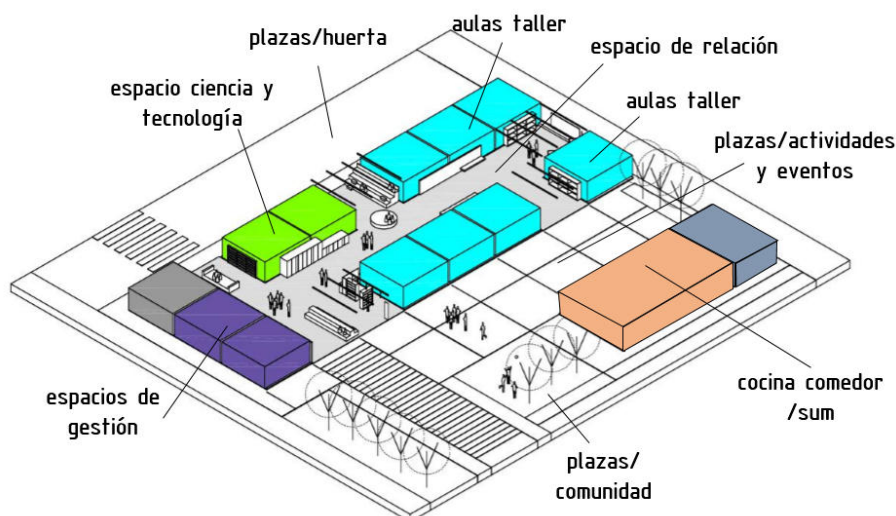 aulas taller
plazas/huerta
espacio de relación
espacio ciencia y
tecnología
aulas taller
plazas/actividades
y eventos
cocina comedor
/sum
espacios de
gestión
plazas/
comunidad